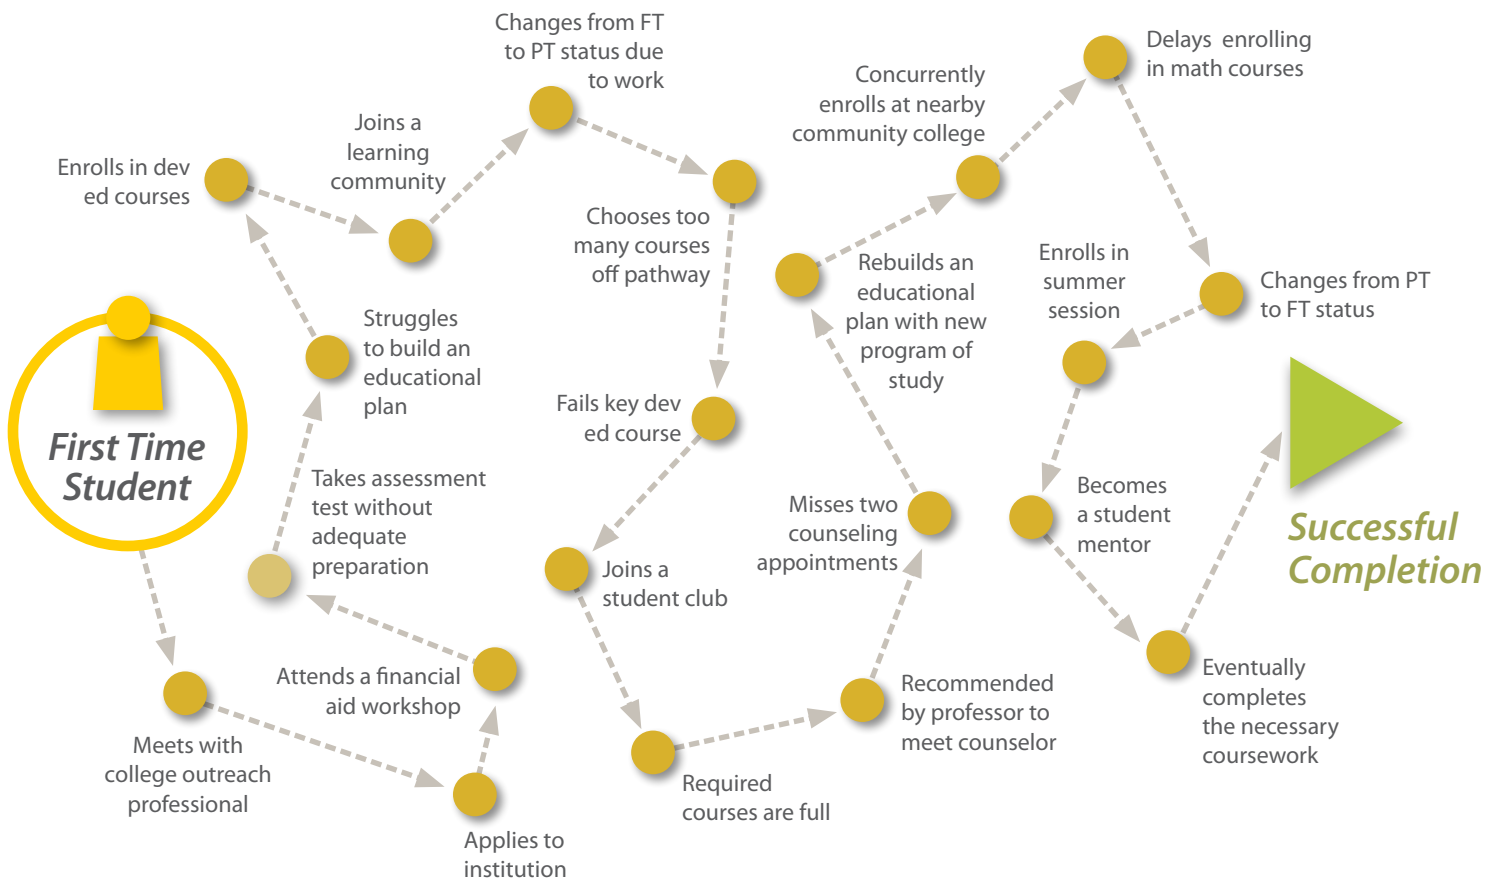 First Time
Student
Meets with
college outreach
professional
Applies to
institution
Attends a financial
aid workshop
Takes assessment
test without
adequate
preparation
Struggles
to build an
educational
plan
Enrolls in dev
ed courses
Joins a
learning
community
Changes from FT
to PT status due
to work
Chooses too
many courses
off pathway
Fails key dev
ed course
Joins a
student club
Required
courses are full
Recommended
by professor to
meet counselor
Misses two
counseling
appointments
Rebuilds an
educational
plan with new
program of
study
Concurrently
enrolls at nearby
community college
Delays enrolling
in math courses
Changes from PT
to FT status
Enrolls in
summer
session
Becomes
a student
mentor
Eventually
completes
the necessary
coursework
Successful
Completion